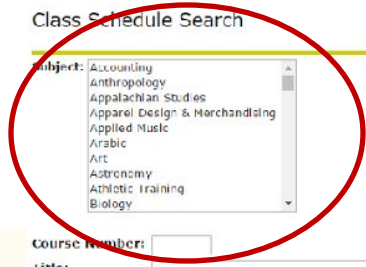 Class Schedule Search
Subject: Accounting
Anthropology
Appalachian Studies
Apparel Design & Merchandising
Applied Music
Arabic
Art
Astronomy
Athletic Training
Biology
Course Number:
Title: